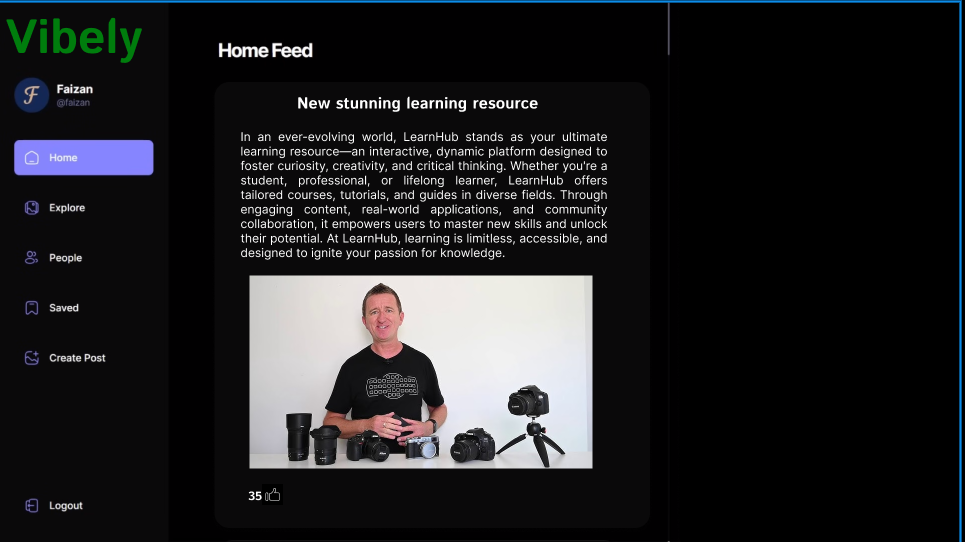 Vibely
Faizan
@faizan
Home
Explore
People
Saved
Create Post
Logout
Home Feed
New stunning learning resource
In an ever-evolving world, LearnHub stands as your ultimate
learning resource—an interactive, dynamic platform designed to
foster curiosity, creativity, and critical thinking. Whether you're a
student, professional, or lifelong learner, LearnHub offers
tailored courses, tutorials, and guides in diverse fields. Through
engaging content, real-world applications, and community
collaboration, it empowers users to master new skills and unlock
their potential. At LearnHub, learning is limitless, accessible, and
designed to ignite your passion for knowledge.
35